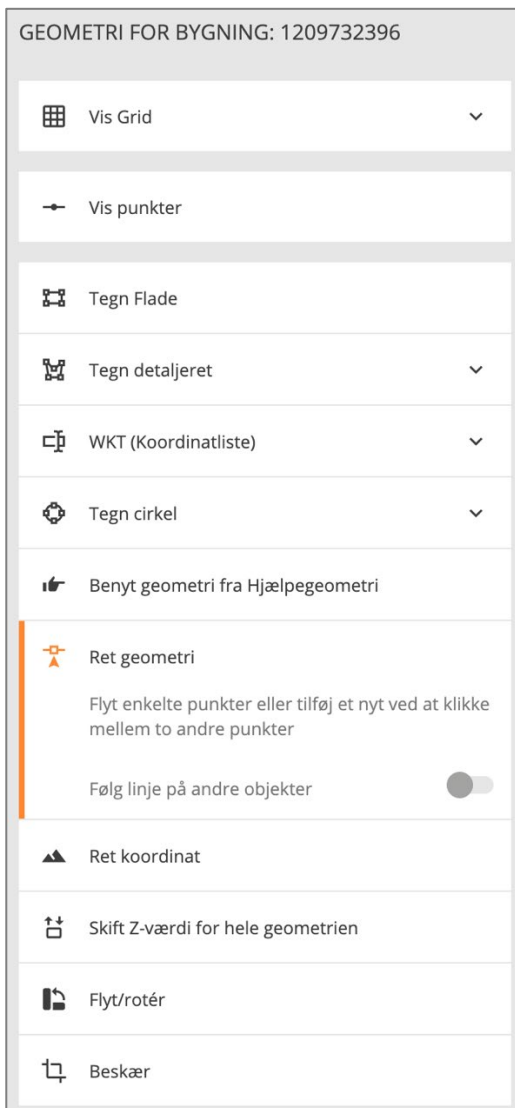 GEOMETRI FOR BYGNING: 1209732396
Vis Grid
Vis punkter
Tegn Flade
Tegn detaljeret
WKT (Koordinatliste)
Tegn cirkel
Benyt geometri fra Hjælpegeometri
Ret geometri
Flyt enkelte punkter eller tilføj et nyt ved at klikke
mellem to andre punkter
Følg linje på andre objekter
Ret koordinat
Skift Z-værdi for hele geometrien
Flyt/rotér
Beskær